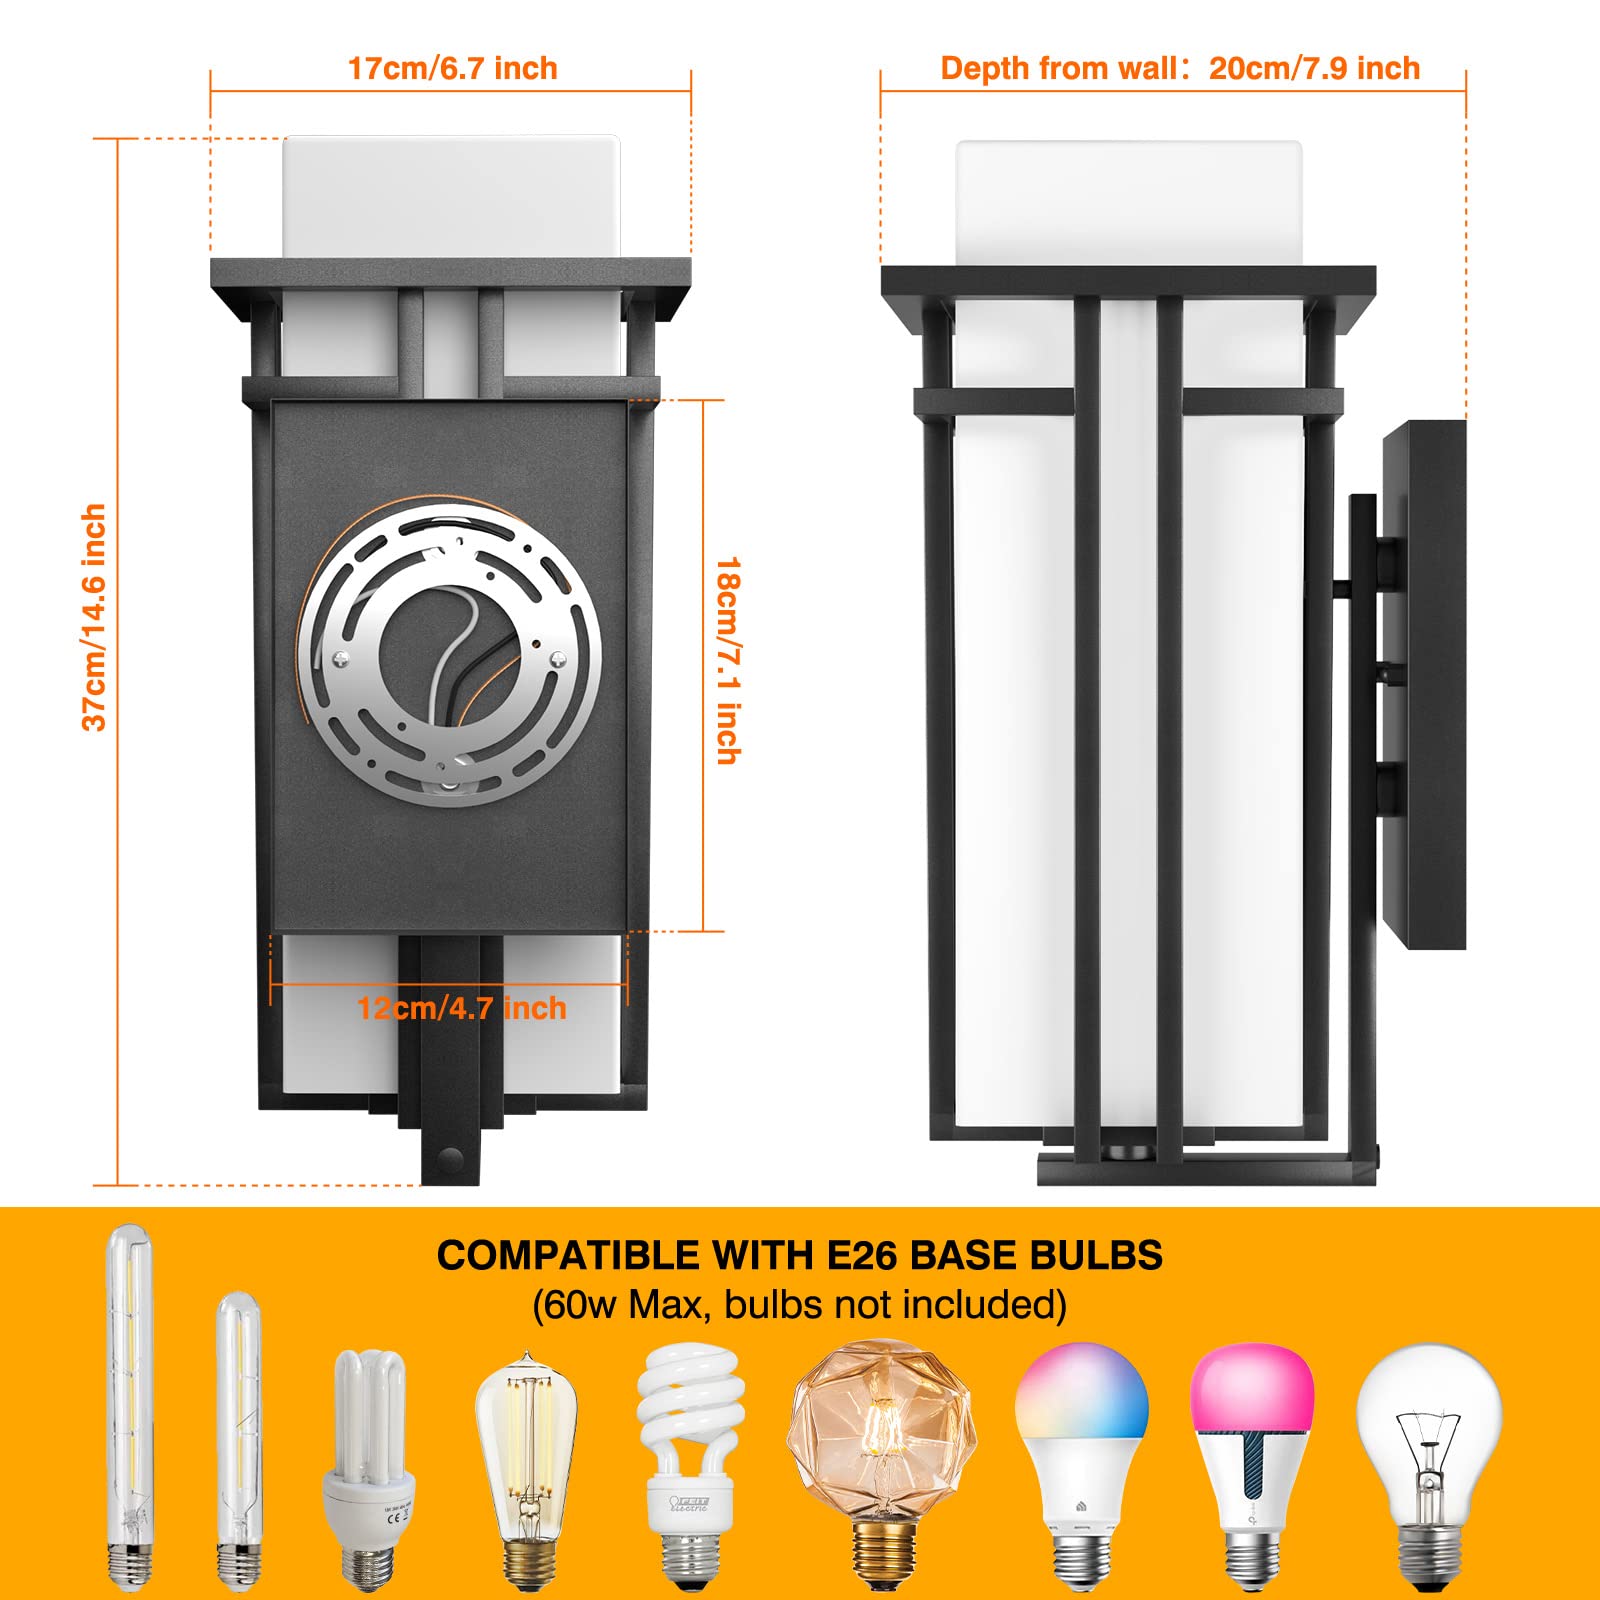 17cm/6.7 inch
Depth from wall: 20cm/7.9 inch
37cm/14.6 inch
18cm/7.1 inch
12cm/4.7 inch
COMPATIBLE WITH E26 BASE BULBS
(60w Max, bulbs not included)
CE
FEIT
electric